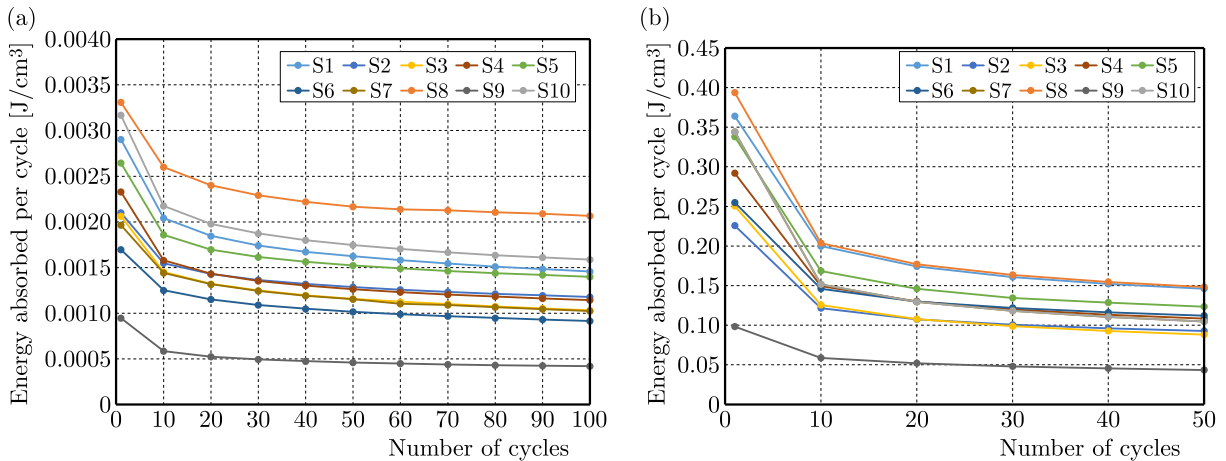 (a)
Energy absorbed per cycle [J/cm³]
0.0040
0.0035
0.0030
0.0025
0.0020
0.0015
0.0010
0.0005
0
S1 S2 S3 S4 S5
S6 S7 S8 S9 S10
0 10 20 30 40 50 60 70 80 90 100
Number of cycles
(b)
Energy absorbed per cycle [J/cm³]
0.45
0.40
0.35
0.30
0.25
0.20
0.15
0.10
0.05
0
S1 S2 S3 S4 S5
S6 S7 S8 S9 S10
0 10 20 30 40 50
Number of cycles